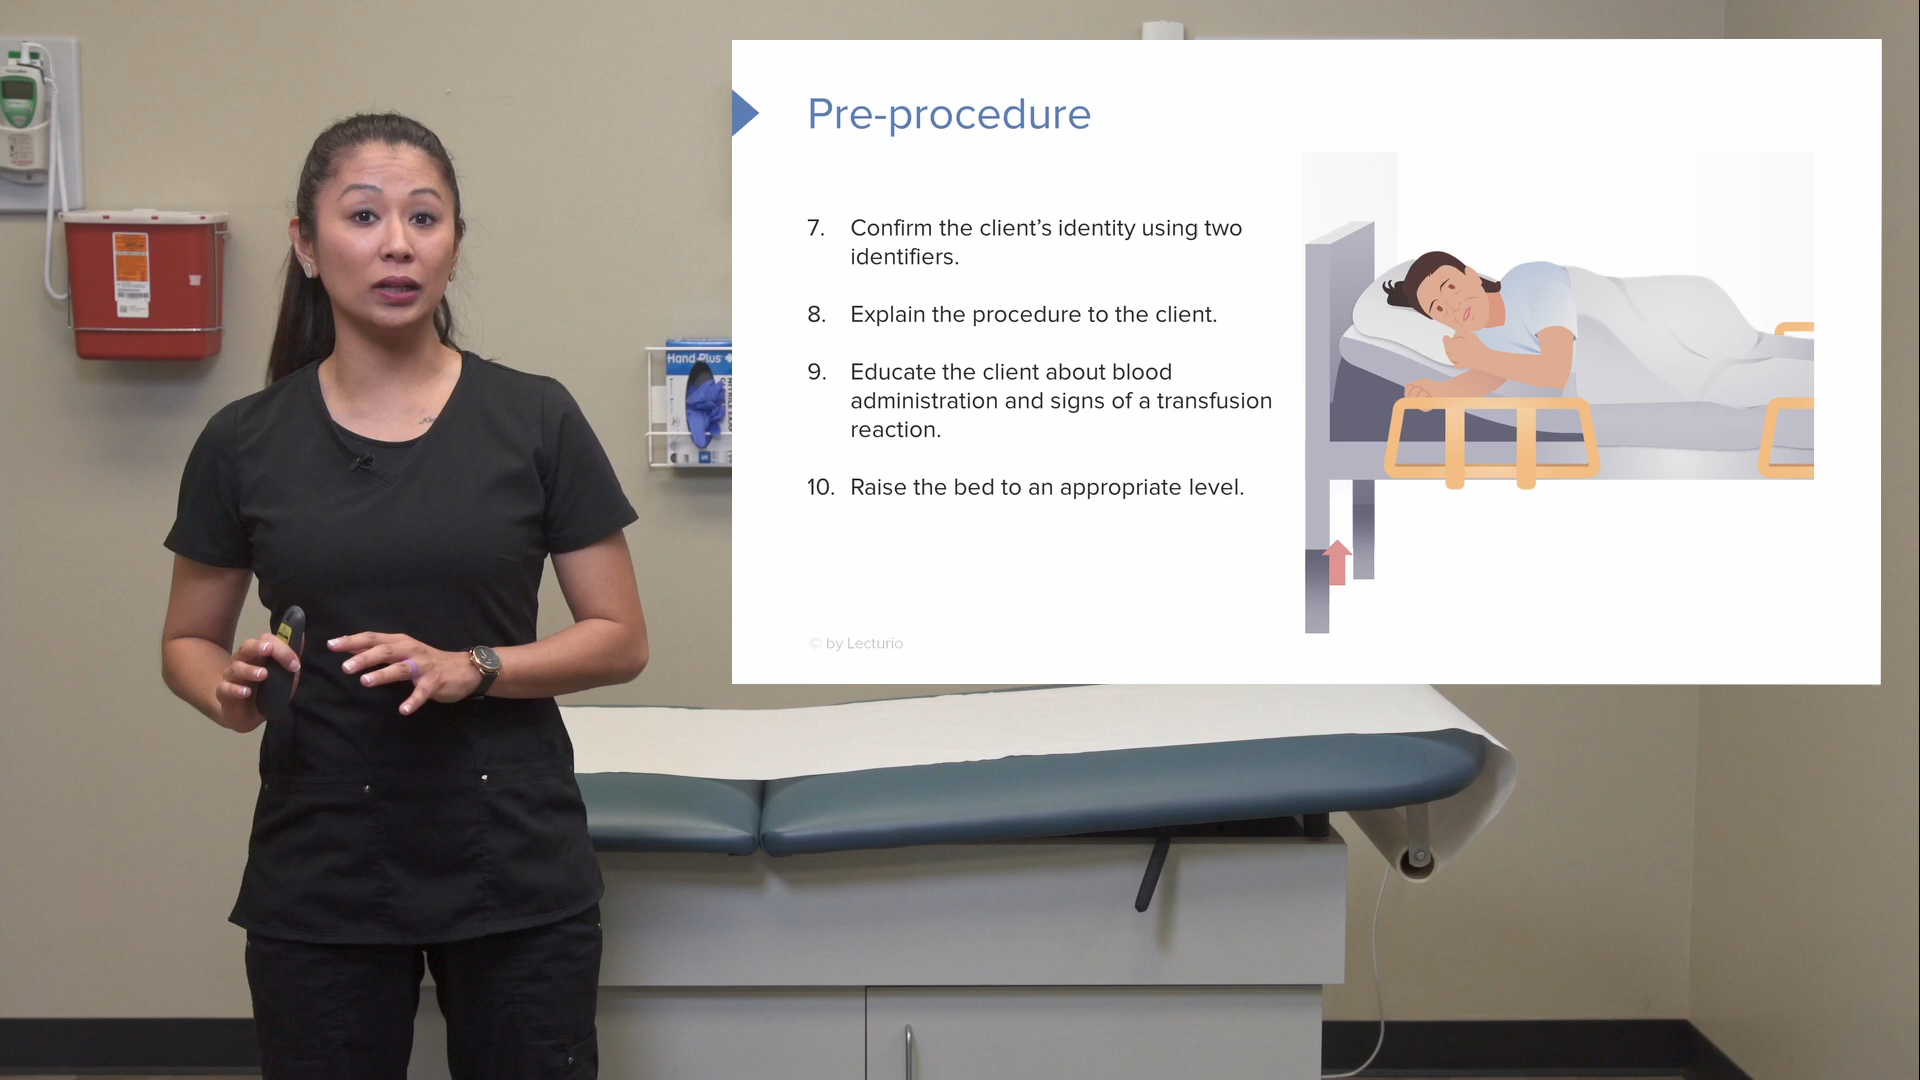 Pre-procedure
7. Confirm the client's identity using two
identifiers.
8. Explain the procedure to the client.
9. Educate the client about blood
administration and signs of a transfusion
reaction.
10. Raise the bed to an appropriate level.
© by Lecturio
Hand Plus